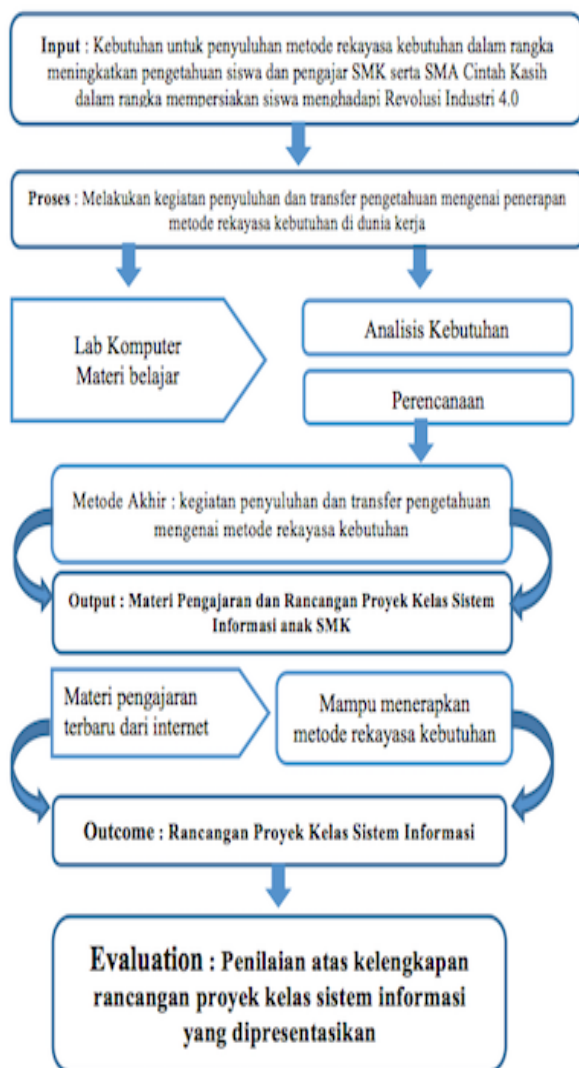 Input : Kebutuhan untuk penyuluhan metode rekayasa kebutuhan dalam rangka
meningkatkan pengetahuan siswa dan pengajar SMK serta SMA Cintah Kasih
dalam rangka mempersiakan siswa menghadapi Revolusi Industri 4.0
Proses : Melakukan kegiatan penyuluhan dan transfer pengetahuan mengenai penerapan
metode rekayasa kebutuhan di dunia kerja
Lab Komputer
Materi belajar
Analisis Kebutuhan
Perencanaan
Metode Akhir : kegiatan penyuluhan dan transfer pengetahuan
mengenai metode rekayasa kebutuhan
Output : Materi Pengajaran dan Rancangan Proyek Kelas Sistem
Informasi anak SMK
Materi pengajaran
terbaru dari internet
Mampu menerapkan
metode rekayasa kebutuhan
Outcome : Rancangan Proyek Kelas Sistem Informasi
Evaluation : Penilaian atas kelengkapan
rancangan proyek kelas sistem informasi
yang dipresentasikan